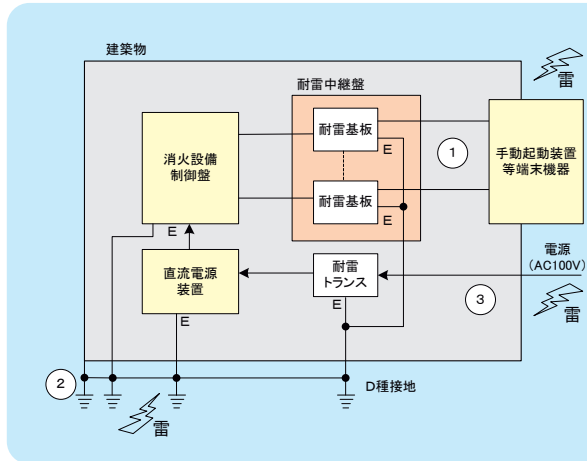 建築物
雷
耐雷中継盤
耐雷基板
E
消火設備
制御盤
1
手動起動装置
等端末機器
耐雷基板
E
E
電源
(AC100V)
直流電源
装置
耐雷
トランス
E
E
3
雷
2
D種接地
雷